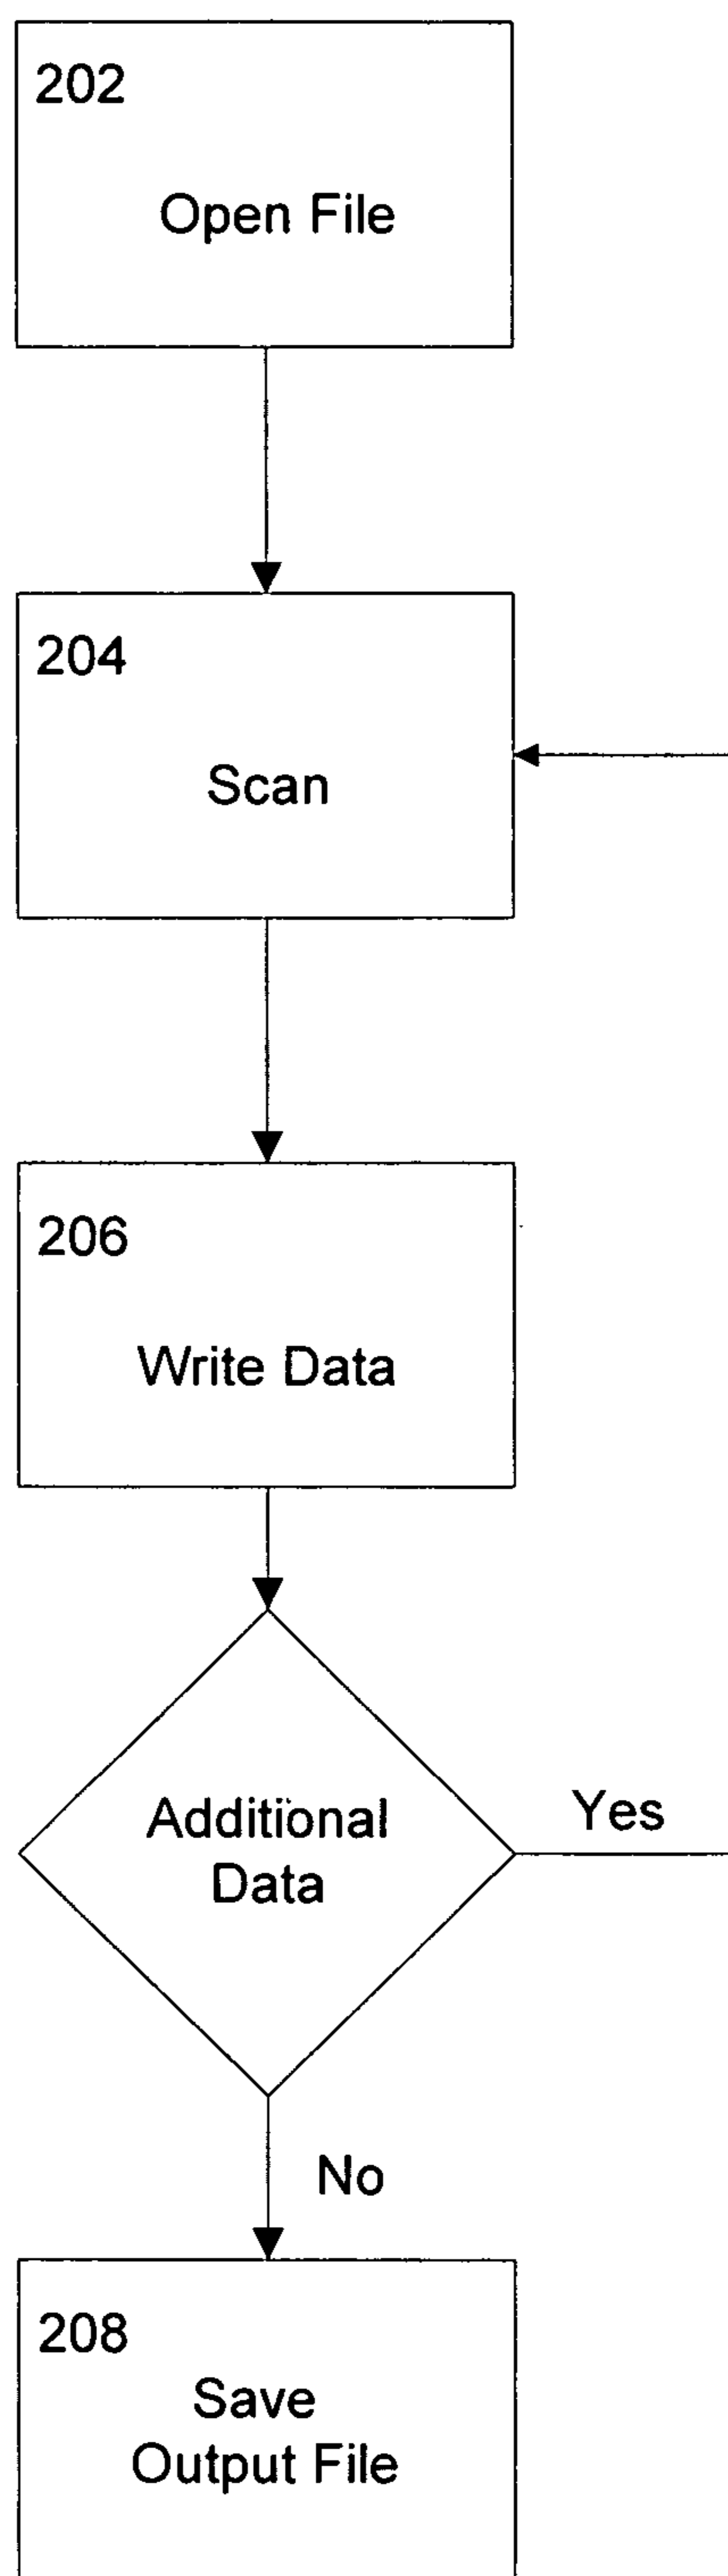 202
Open File
204
Scan
206
Write Data
Additional
Data
Yes
No
208
Save
Output File